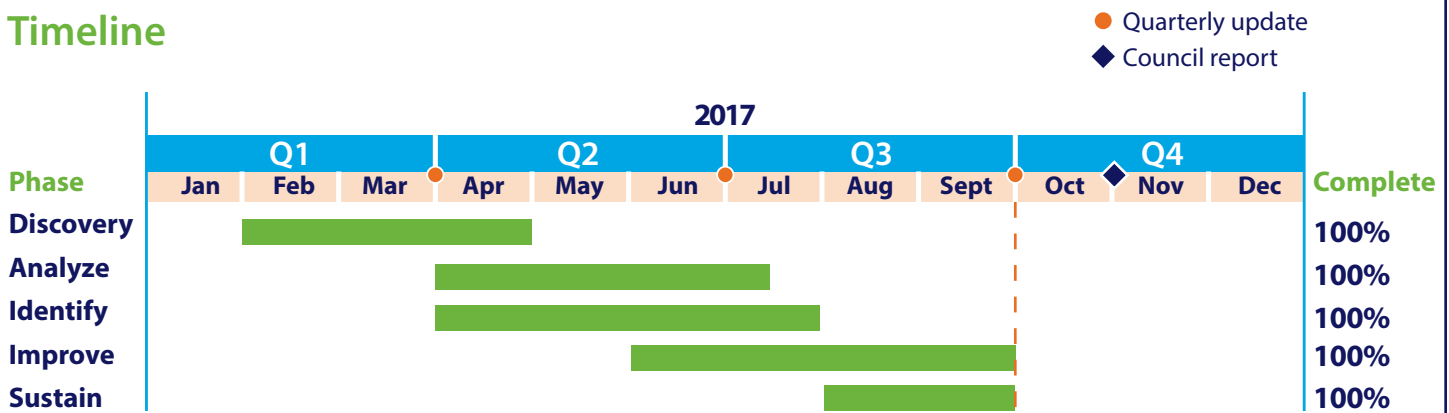 Timeline
Quarterly update
Council report
2017
Q1 Q2 Q3 Q4
Phase Jan Feb Mar Apr May Jun Jul Aug Sept Oct Nov Dec Complete
Discovery 100%
Analyze 100%
Identify 100%
Improve 100%
Sustain 100%